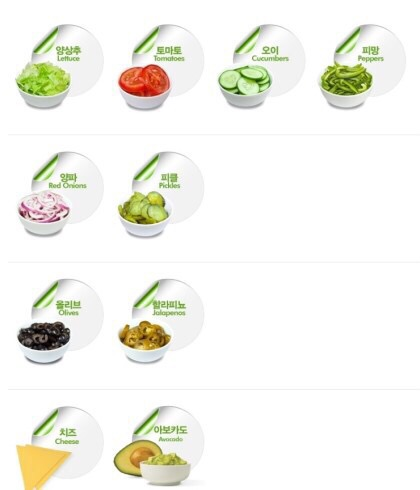 양상추
Lettuce
토마토
Tomatoes
오이
Cucumbers
피망
Peppers
양파
Red Onions
피클
Pickles
올리브
Olives
할라피뇨
Jalapenos
치즈
Cheese
아보카도
Avocado